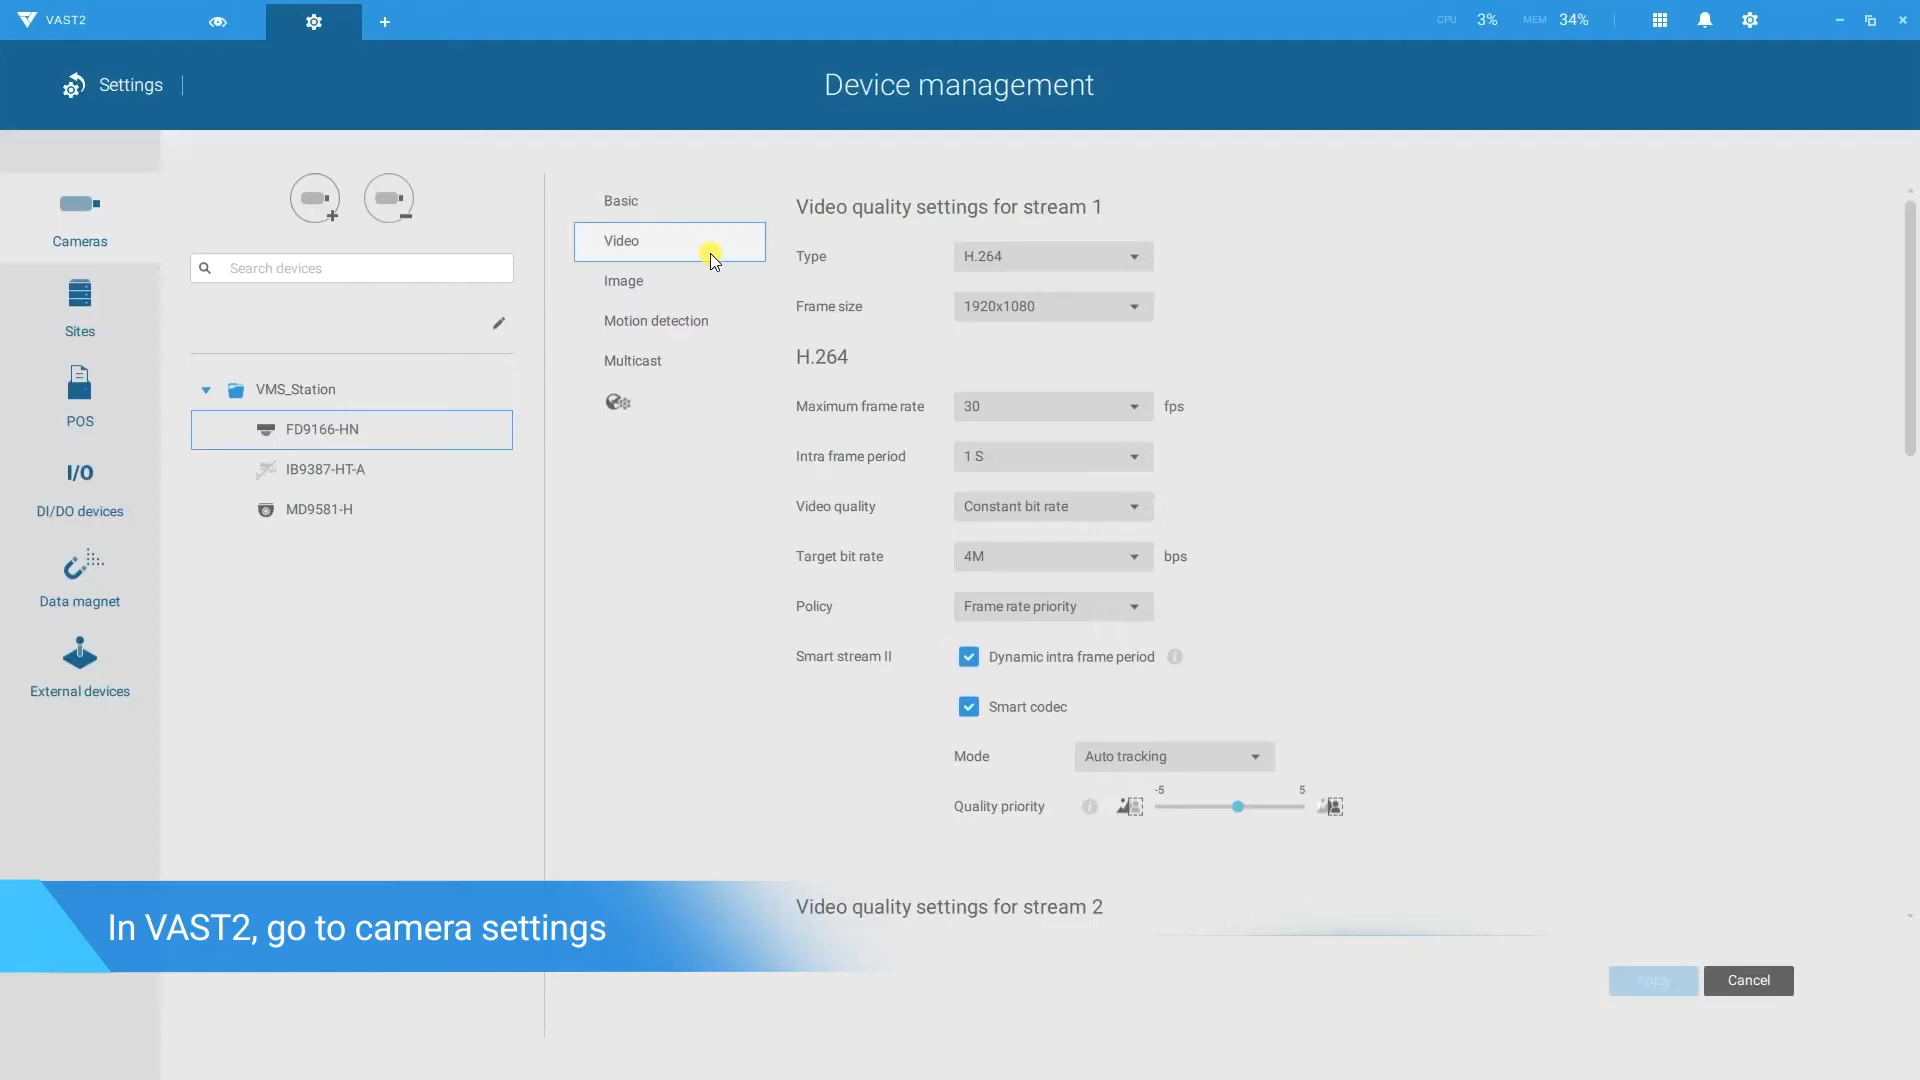 VAST2
CPU 3% MEM 34%
Settings
Device management
Cameras
Sites
POS
I/O
DI/DO devices
Data magnet
External devices
Search devices
VMS_Station
FD9166-HN
IB9387-HT-A
MD9581-H
Basic
Video
Image
Motion detection
Multicast
Video quality settings for stream 1
Type H.264
Frame size 1920x1080
H.264
Maximum frame rate 30 fps
Intra frame period 1 S
Video quality Constant bit rate
Target bit rate 4M bps
Policy Frame rate priority
Smart stream II Dynamic intra frame period
Smart codec
Mode Auto tracking
-5 5
Quality priority
Video quality settings for stream 2
In VAST2, go to camera settings
Apply Cancel